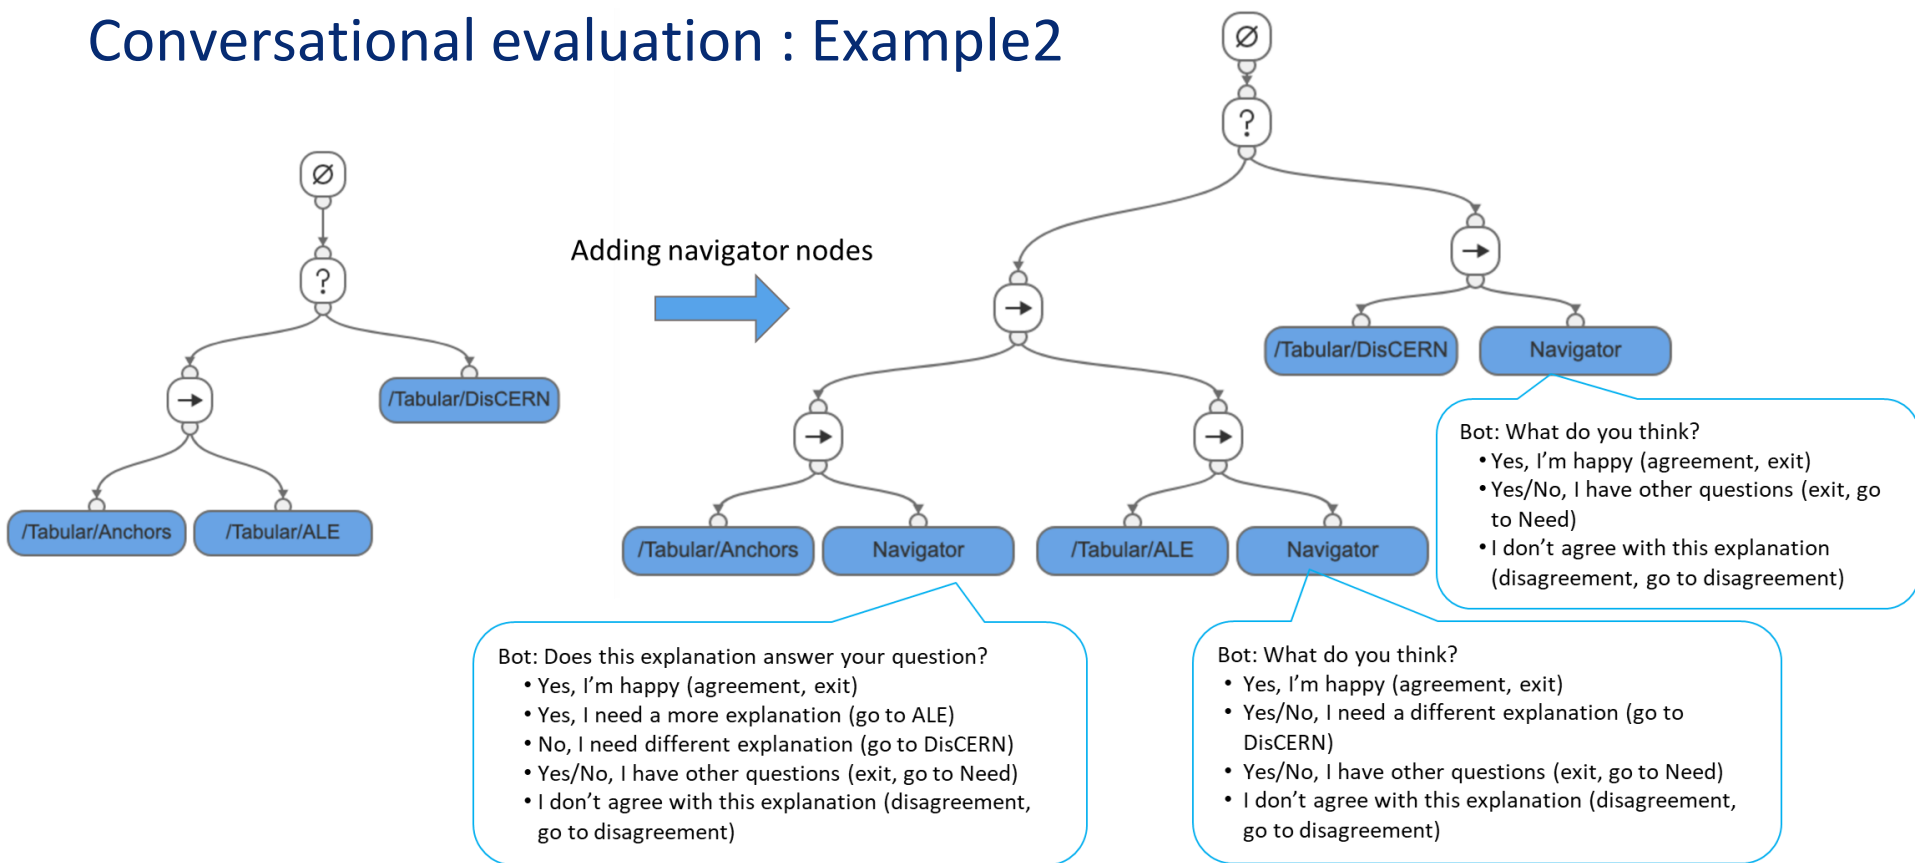 Conversational evaluation : Example2
∅
?
→
/Tabular/DisCERN
/Tabular/Anchors
/Tabular/ALE
Adding navigator nodes
∅
?
→
→
/Tabular/DisCERN
Navigator
→
→
/Tabular/Anchors
Navigator
/Tabular/ALE
Navigator
Bot: What do you think?
• Yes, I'm happy (agreement, exit)
• Yes/No, I have other questions (exit, go
to Need)
• I don't agree with this explanation
(disagreement, go to disagreement)
Bot: Does this explanation answer your question?
• Yes, I'm happy (agreement, exit)
• Yes, I need a more explanation (go to ALE)
• No, I need different explanation (go to DisCERN)
• Yes/No, I have other questions (exit, go to Need)
• I don't agree with this explanation (disagreement,
go to disagreement)
Bot: What do you think?
• Yes, I'm happy (agreement, exit)
• Yes/No, I need a different explanation (go to
DisCERN)
• Yes/No, I have other questions (exit, go to Need)
• I don't agree with this explanation (disagreement,
go to disagreement)